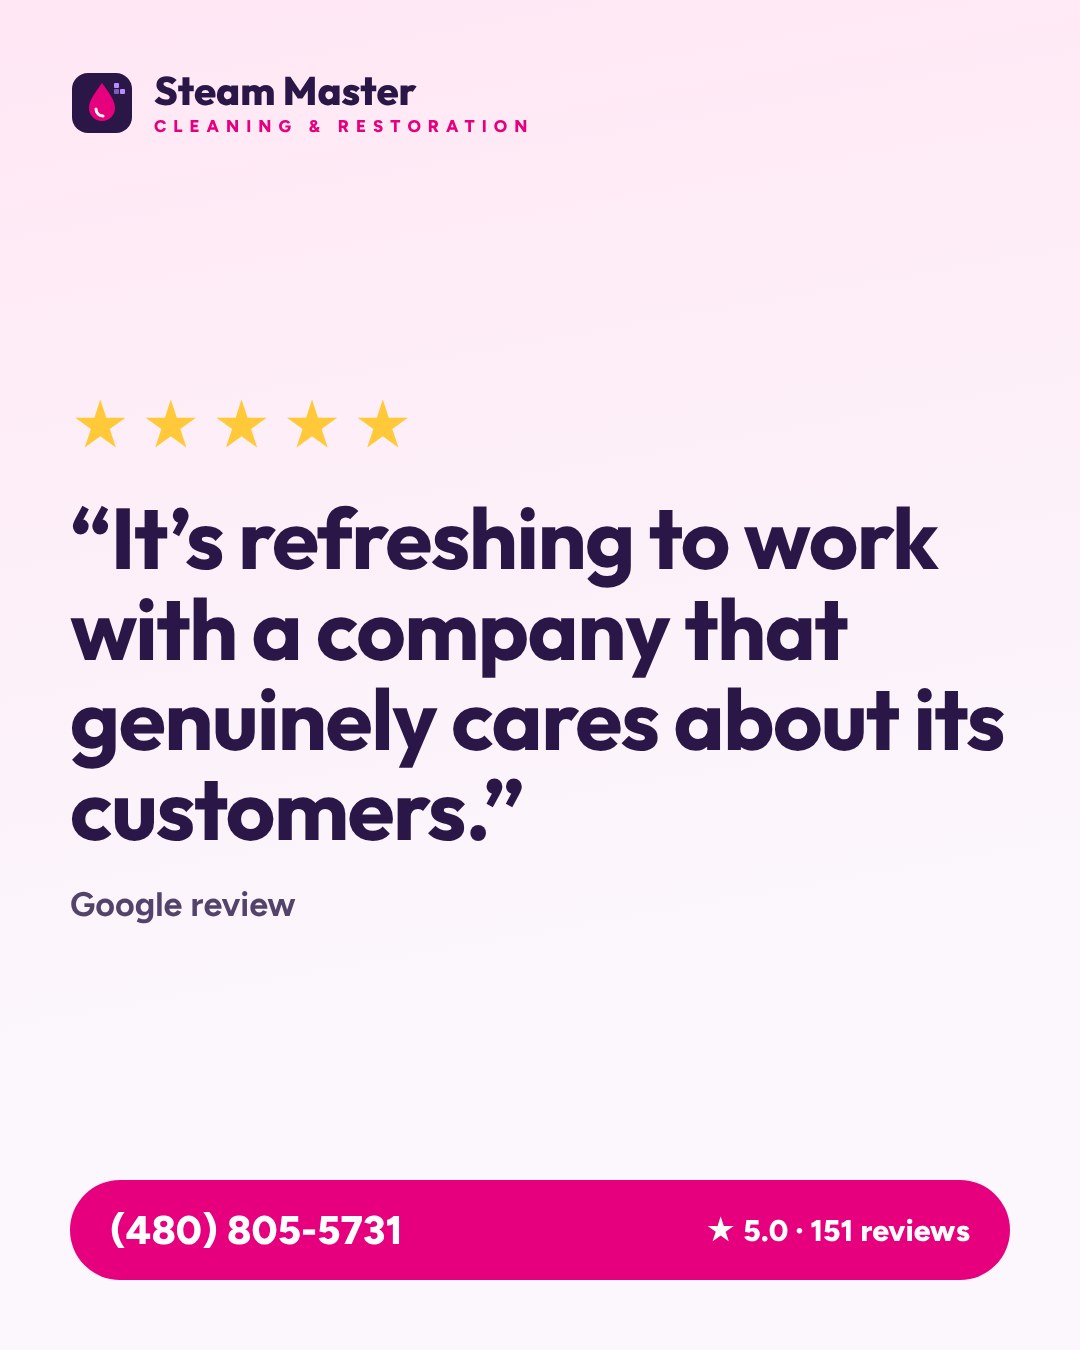 Steam Master
CLEANING & RESTORATION
★ ★ ★ ★ ★
“It’s refreshing to work
with a company that
genuinely cares about its
customers.”
Google review
(480) 805-5731
★ 5.0 · 151 reviews